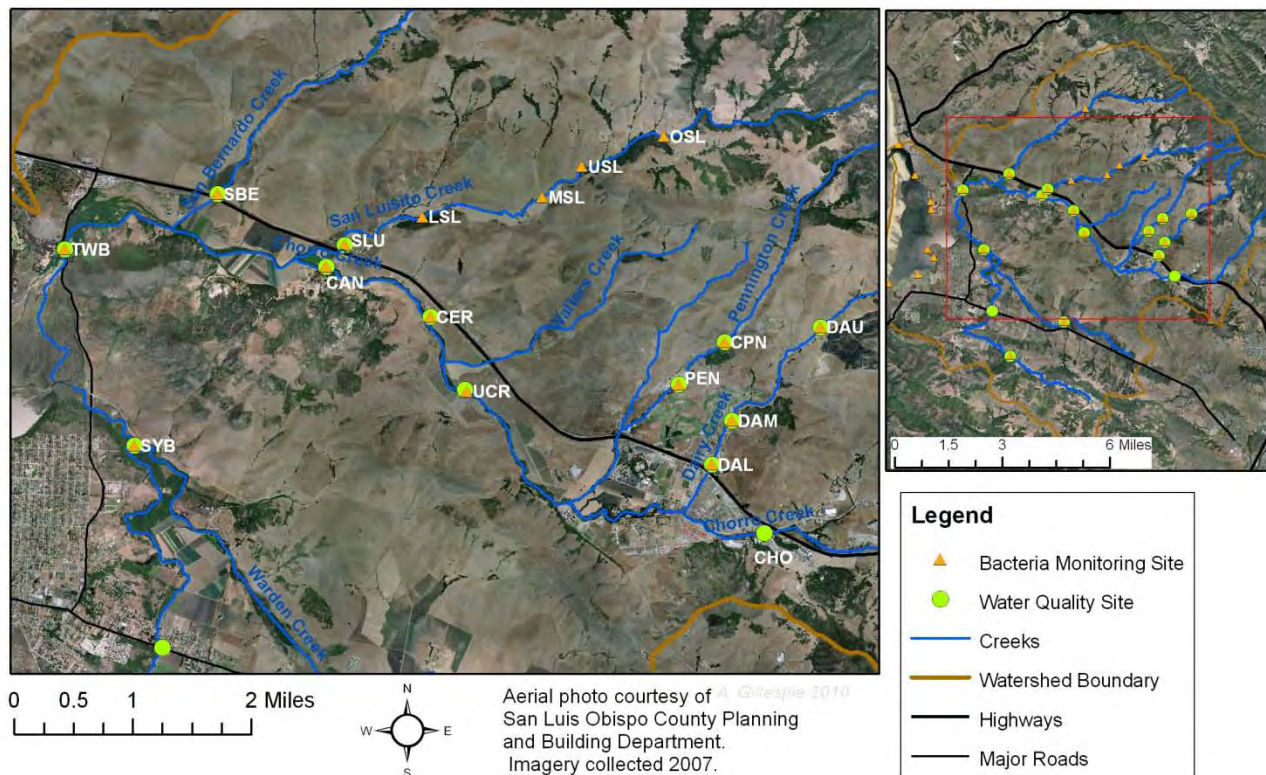 San Bernardo Creek
OSL
USL
MSL
SBE
San Luisito Creek
LSL
SLU
TWB
Chorro Creek
CAN
Walters Creek
Pennington Creek
CER
DAU
CPN
UCR
PEN
DAM
SYB
Dairy Creek
DAL
Chorro Creek
CHO
Warden Creek
0 1.5 3 6 Miles
Legend
Bacteria Monitoring Site
Water Quality Site
Creeks
Watershed Boundary
Highways
Major Roads
0 0.5 1 2 Miles
N
W E
S
Aerial photo courtesy of
San Luis Obispo County Planning
and Building Department.
Imagery collected 2007.
A. Gillespie 2010